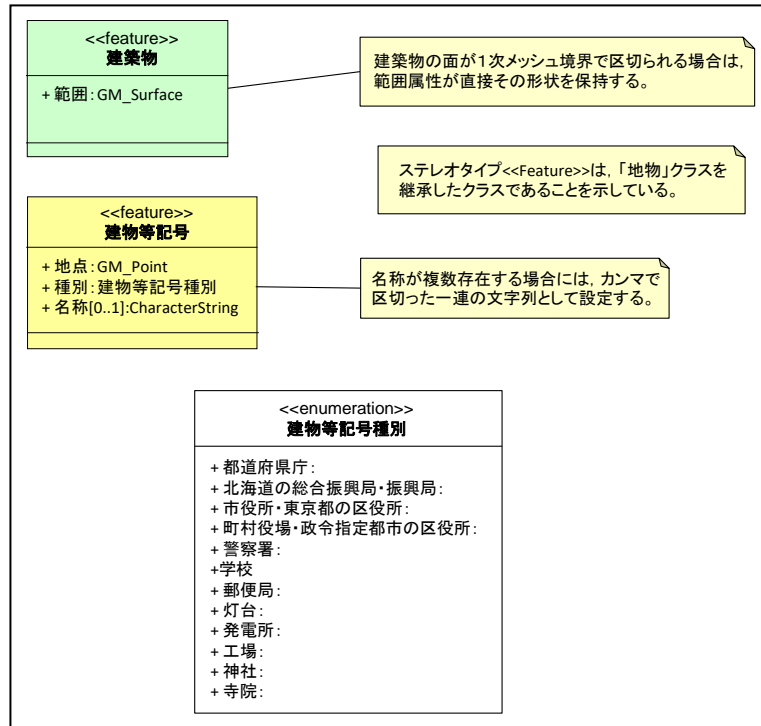 <<feature>>
建築物
+ 範囲:GM_Surface
建築物の面が1次メッシュ境界で区切られる場合は,
範囲属性が直接その形状を保持する。
ステレオタイプ<<Feature>>は,「地物」クラスを
継承したクラスであることを示している。
<<feature>>
建物等記号
+ 地点:GM_Point
+ 種別:建物等記号種別
+ 名称[0..1]:CharacterString
名称が複数存在する場合には,カンマで
区切った一連の文字列として設定する。
<<enumeration>>
建物等記号種別
+ 都道府県庁:
+ 北海道の総合振興局・振興局:
+ 市役所・東京都の区役所:
+ 町村役場・政令指定都市の区役所:
+ 警察署:
+学校
+ 郵便局:
+ 灯台:
+ 発電所:
+ 工場:
+ 神社:
+ 寺院: